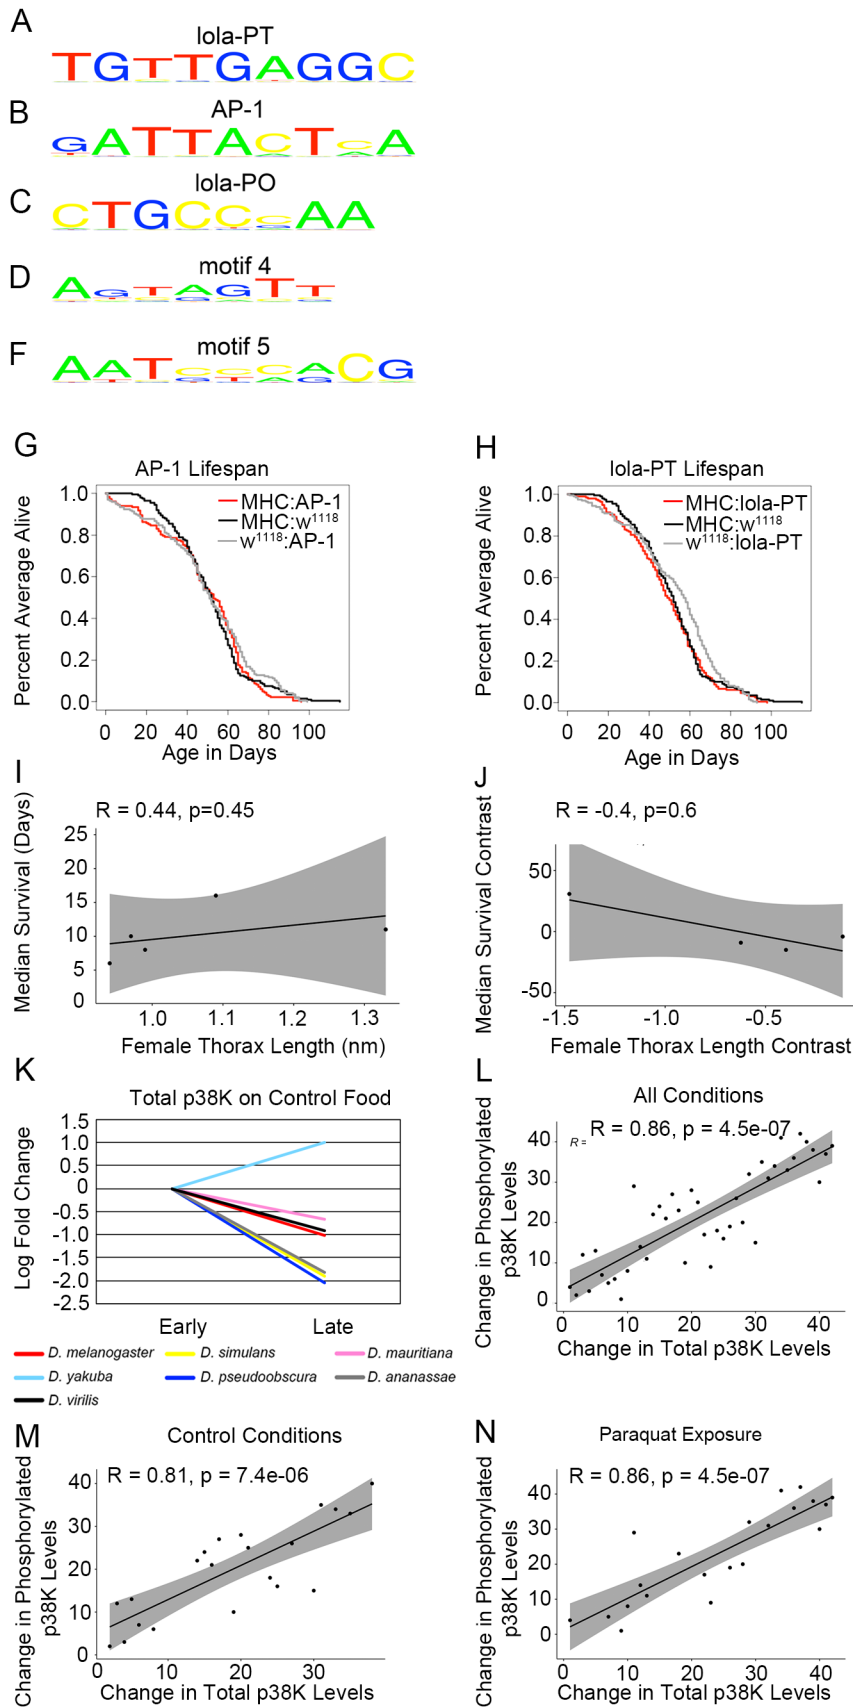 A
lola-PT
TGTTGAGGC
B
AP-1
GATTACTCA
C
lola-PO
CTGCCCAA
D
motif 4
AGTAGTT
F
motif 5
AATCCCACG
G
AP-1 Lifespan
Percent Average Alive
1.0
0.8
0.6
0.4
0.2
0.0
MHC:AP-1
MHC:w1118
w1118:AP-1
0 20 40 60 80 100
Age in Days
H
lola-PT Lifespan
Percent Average Alive
1.0
0.8
0.6
0.4
0.2
0.0
MHC:lola-PT
MHC:w1118
w1118:lola-PT
0 20 40 60 80 100
Age in Days
I
R = 0.44, p=0.45
Median Survival (Days)
25
20
15
10
5
0
1.0 1.1 1.2 1.3
Female Thorax Length (nm)
J
R = -0.4, p=0.6
Median Survival Contrast
50
0
-50
-1.5 -1.0 -0.5
Female Thorax Length Contrast
K
Total p38K on Control Food
Log Fold Change
1.5
1.0
0.5
0
-0.5
-1.0
-1.5
-2.0
-2.5
Early Late
D. melanogaster D. simulans D. mauritiana
D. yakuba D. pseudoobscura D. ananassae
D. virilis
L
All Conditions
R = R = 0.86, p = 4.5e-07
Change in Phosphorylated
p38K Levels
40
30
20
10
0
0 10 20 30 40
Change in Total p38K Levels
M
Control Conditions
R = 0.81, p = 7.4e-06
Change in Phosphorylated
p38K Levels
40
30
20
10
0
0 10 20 30
Change in Total p38K Levels
N
Paraquat Exposure
R = 0.86, p = 4.5e-07
Change in Phosphorylated
p38K Levels
40
30
20
10
0
0 10 20 30 40
Change in Total p38K Levels